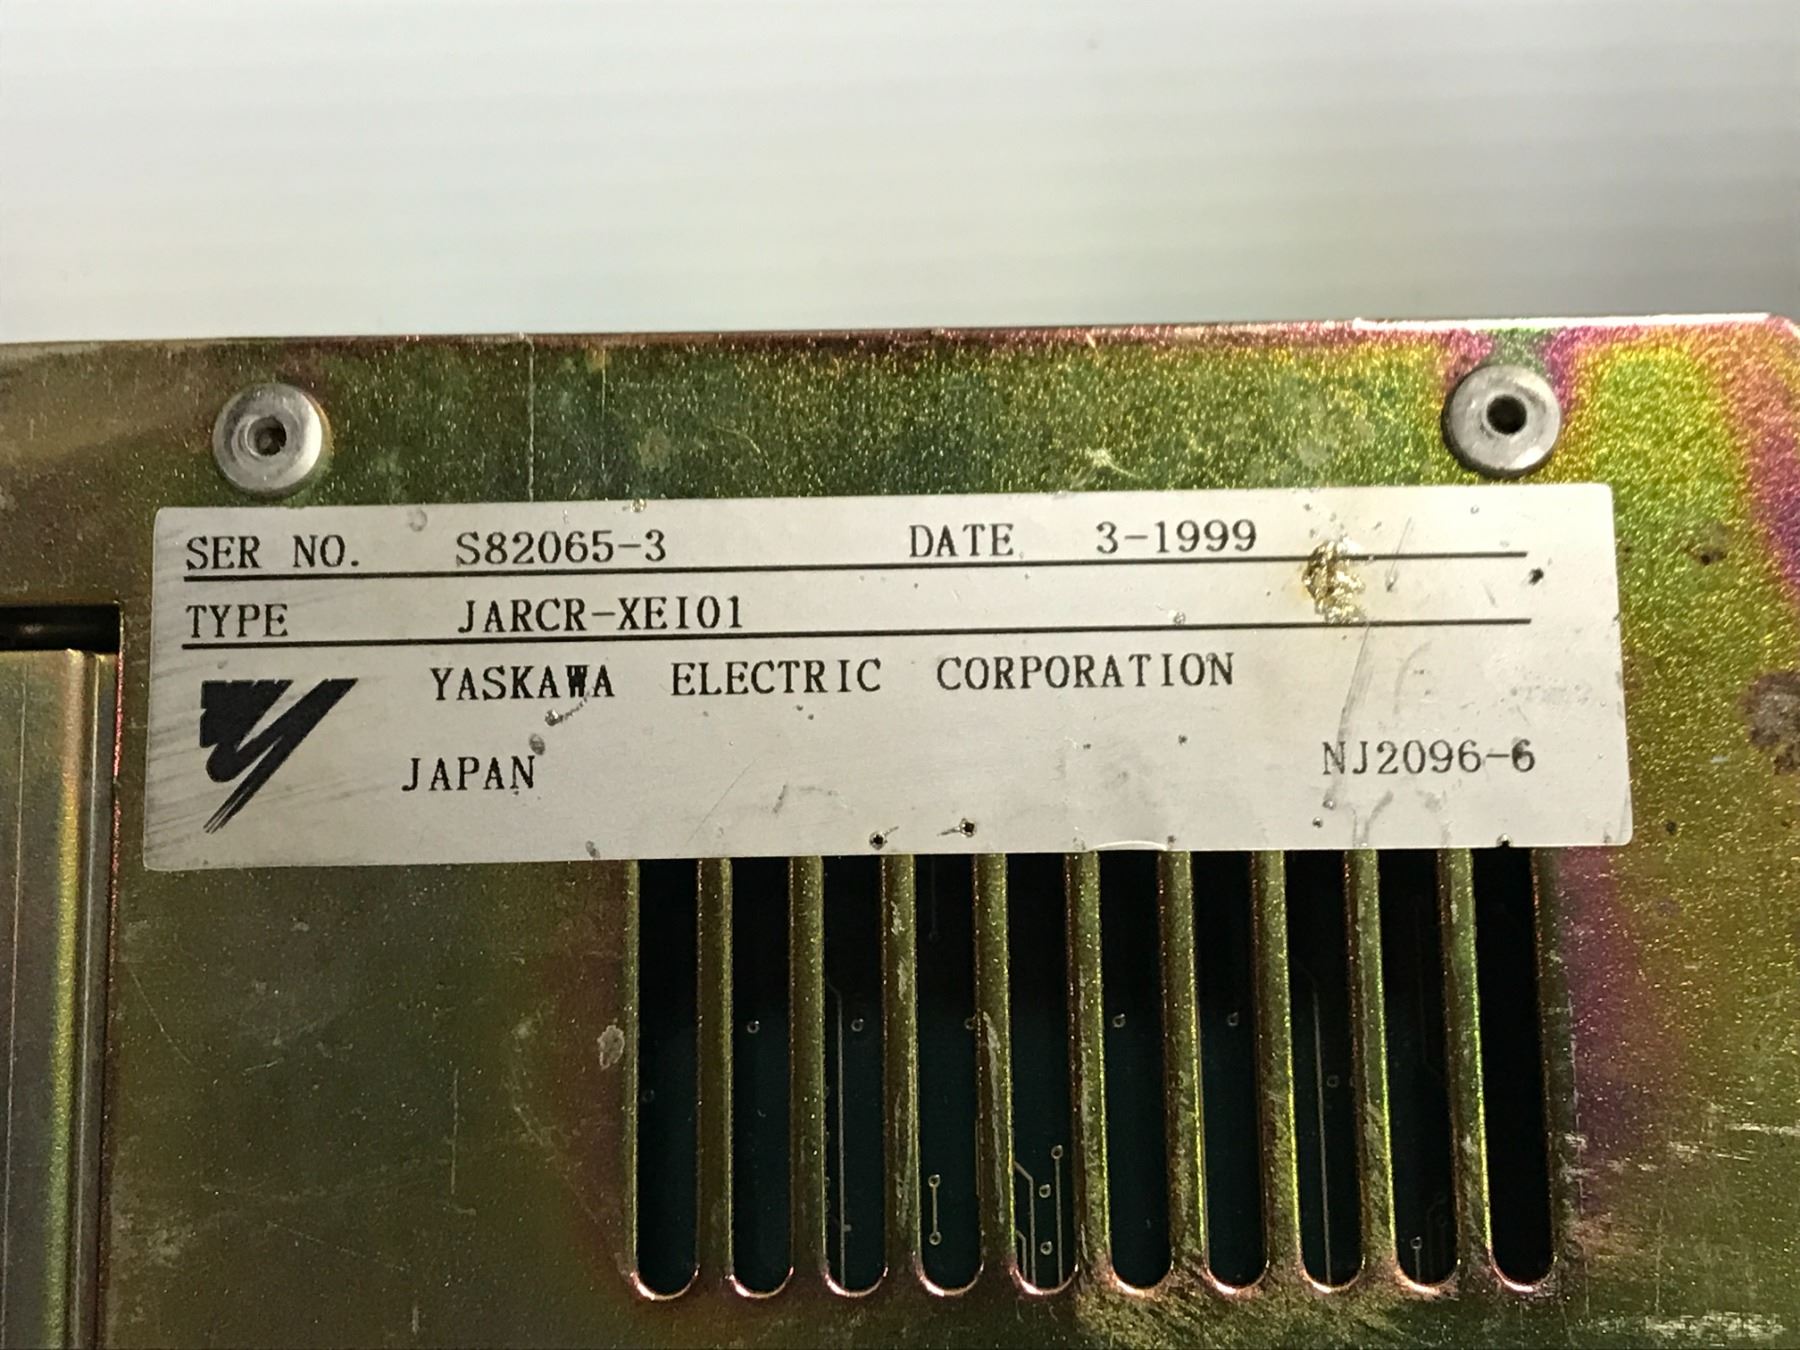 SER NO. S82065-3 DATE 3-1999
TYPE JARCR-XEI01
YASKAWA ELECTRIC CORPORATION
JAPAN NJ2096-6